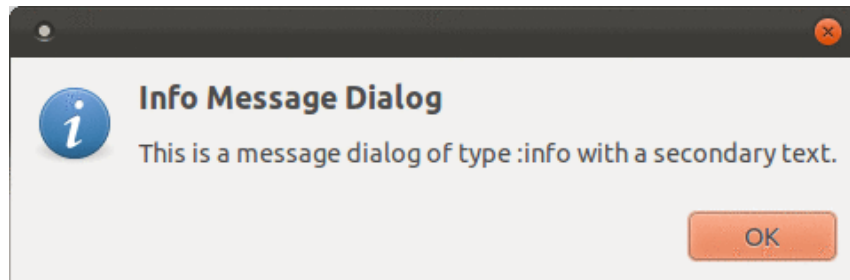 Info Message Dialog
This is a message dialog of type :info with a secondary text.
OK